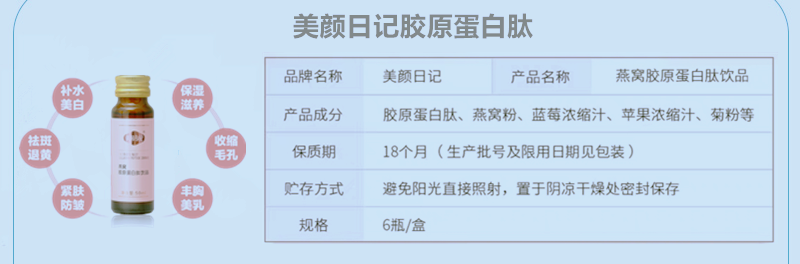 美颜日记胶原蛋白肽
补水
美白
保湿
滋养
祛斑
退黄
收缩
毛孔
紧肤
防皱
丰胸
美乳
品牌名称 美颜日记 产品名称 燕窝胶原蛋白肽饮品
产品成分 胶原蛋白肽、燕窝粉、蓝莓浓缩汁、苹果浓缩汁、菊粉等
保质期 18个月（生产批号及限用日期见包装）
贮存方式 避免阳光直接照射，置于阴凉干燥处密封保存
规格 6瓶/盒